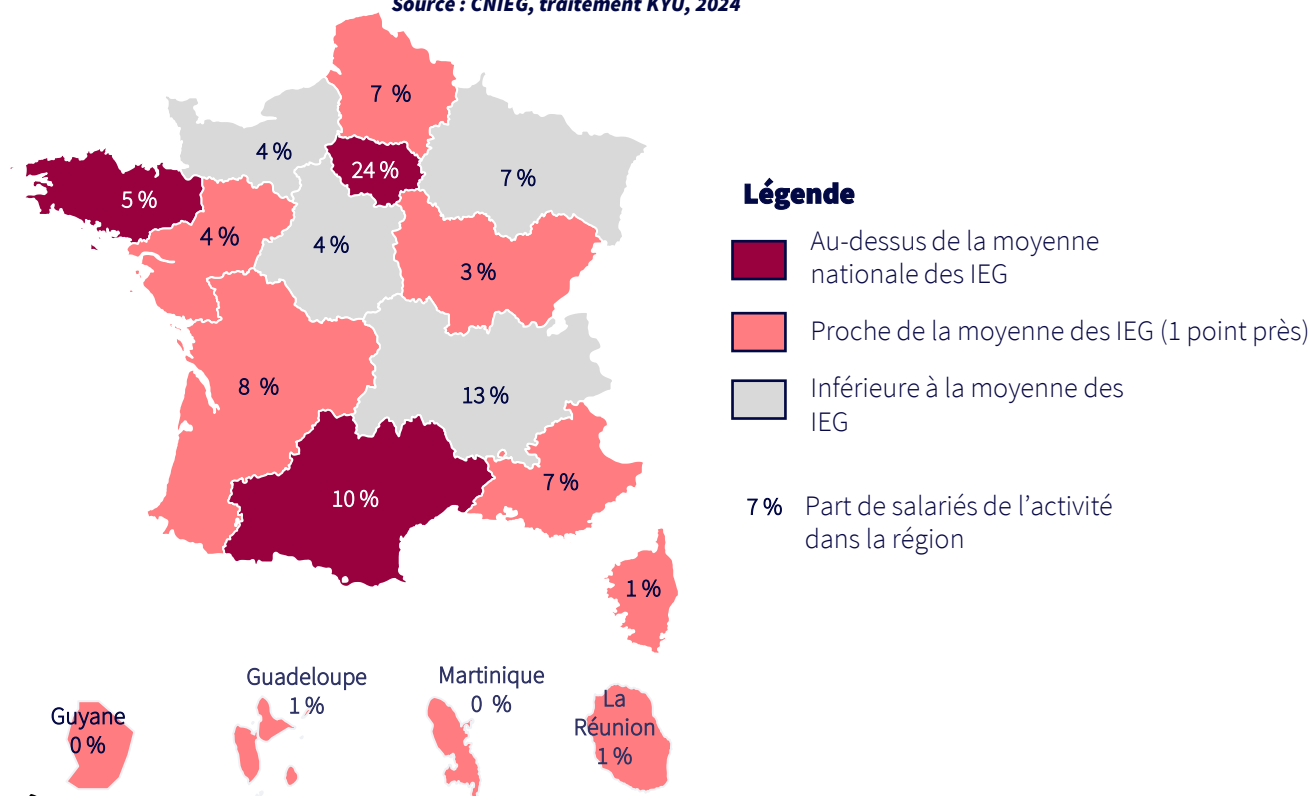 Source : CNIEG, traitement KYU, 2024
7 %
4 %
24 %
7 %
5 %
4 %
4 %
3 %
8 %
13 %
10 %
7 %
1 %
Légende
Au-dessus de la moyenne
nationale des IEG
Proche de la moyenne des IEG (1 point près)
Inférieure à la moyenne des
IEG
7 % Part de salariés de l’activité
dans la région
Guyane
0 %
Guadeloupe
1 %
Martinique
0 %
La
Réunion
1 %